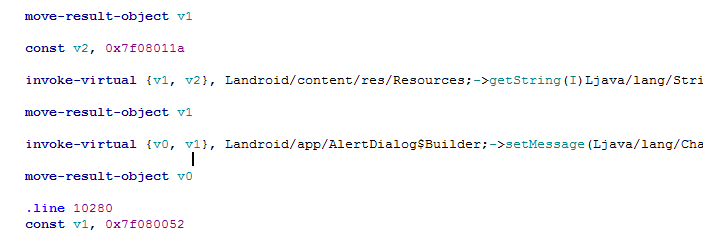 move-result-object v1
const v2, 0x7f08011a
invoke-virtual {v1, v2}, Landroid/content/res/Resources;->getString(I)Ljava/lang/Stri
move-result-object v1
invoke-virtual {v0, v1}, Landroid/app/AlertDialog$Builder;->setMessage(Ljava/lang/Cha
move-result-object v0
.line 10280
const v1, 0x7f080052